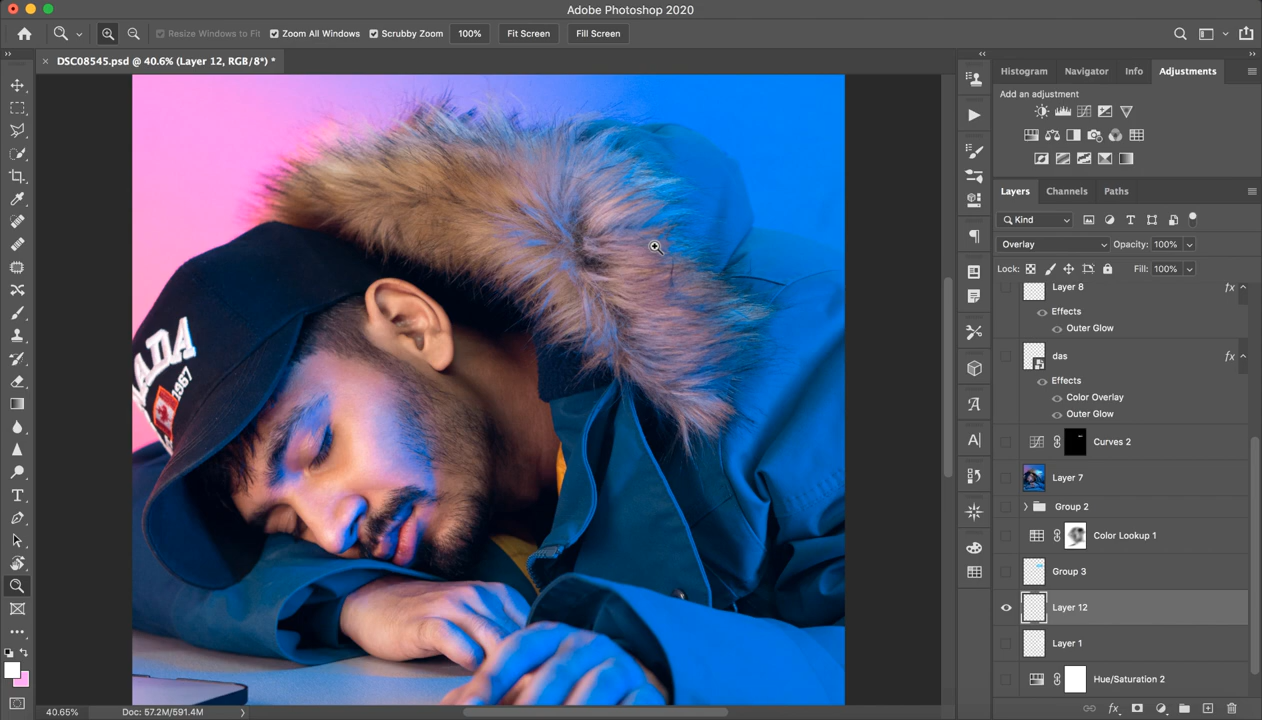 Adobe Photoshop 2020
Resize Windows to Fit
Zoom All Windows
Scrubby Zoom
100%
Fit Screen
Fill Screen
DSC08545.psd @ 40.6% (Layer 12, RGB/8*) *
Histogram
Navigator
Info
Adjustments
Add an adjustment
Layers
Channels
Paths
Kind
Overlay
Opacity: 100%
Lock:
Fill: 100%
Layer 8
fx
Effects
Outer Glow
das
fx
Effects
Color Overlay
Outer Glow
Curves 2
Layer 7
Group 2
Color Lookup 1
Group 3
Layer 12
Layer 1
Hue/Saturation 2
fx
ADA
1967
40.65%
Doc: 57.2M/591.4M